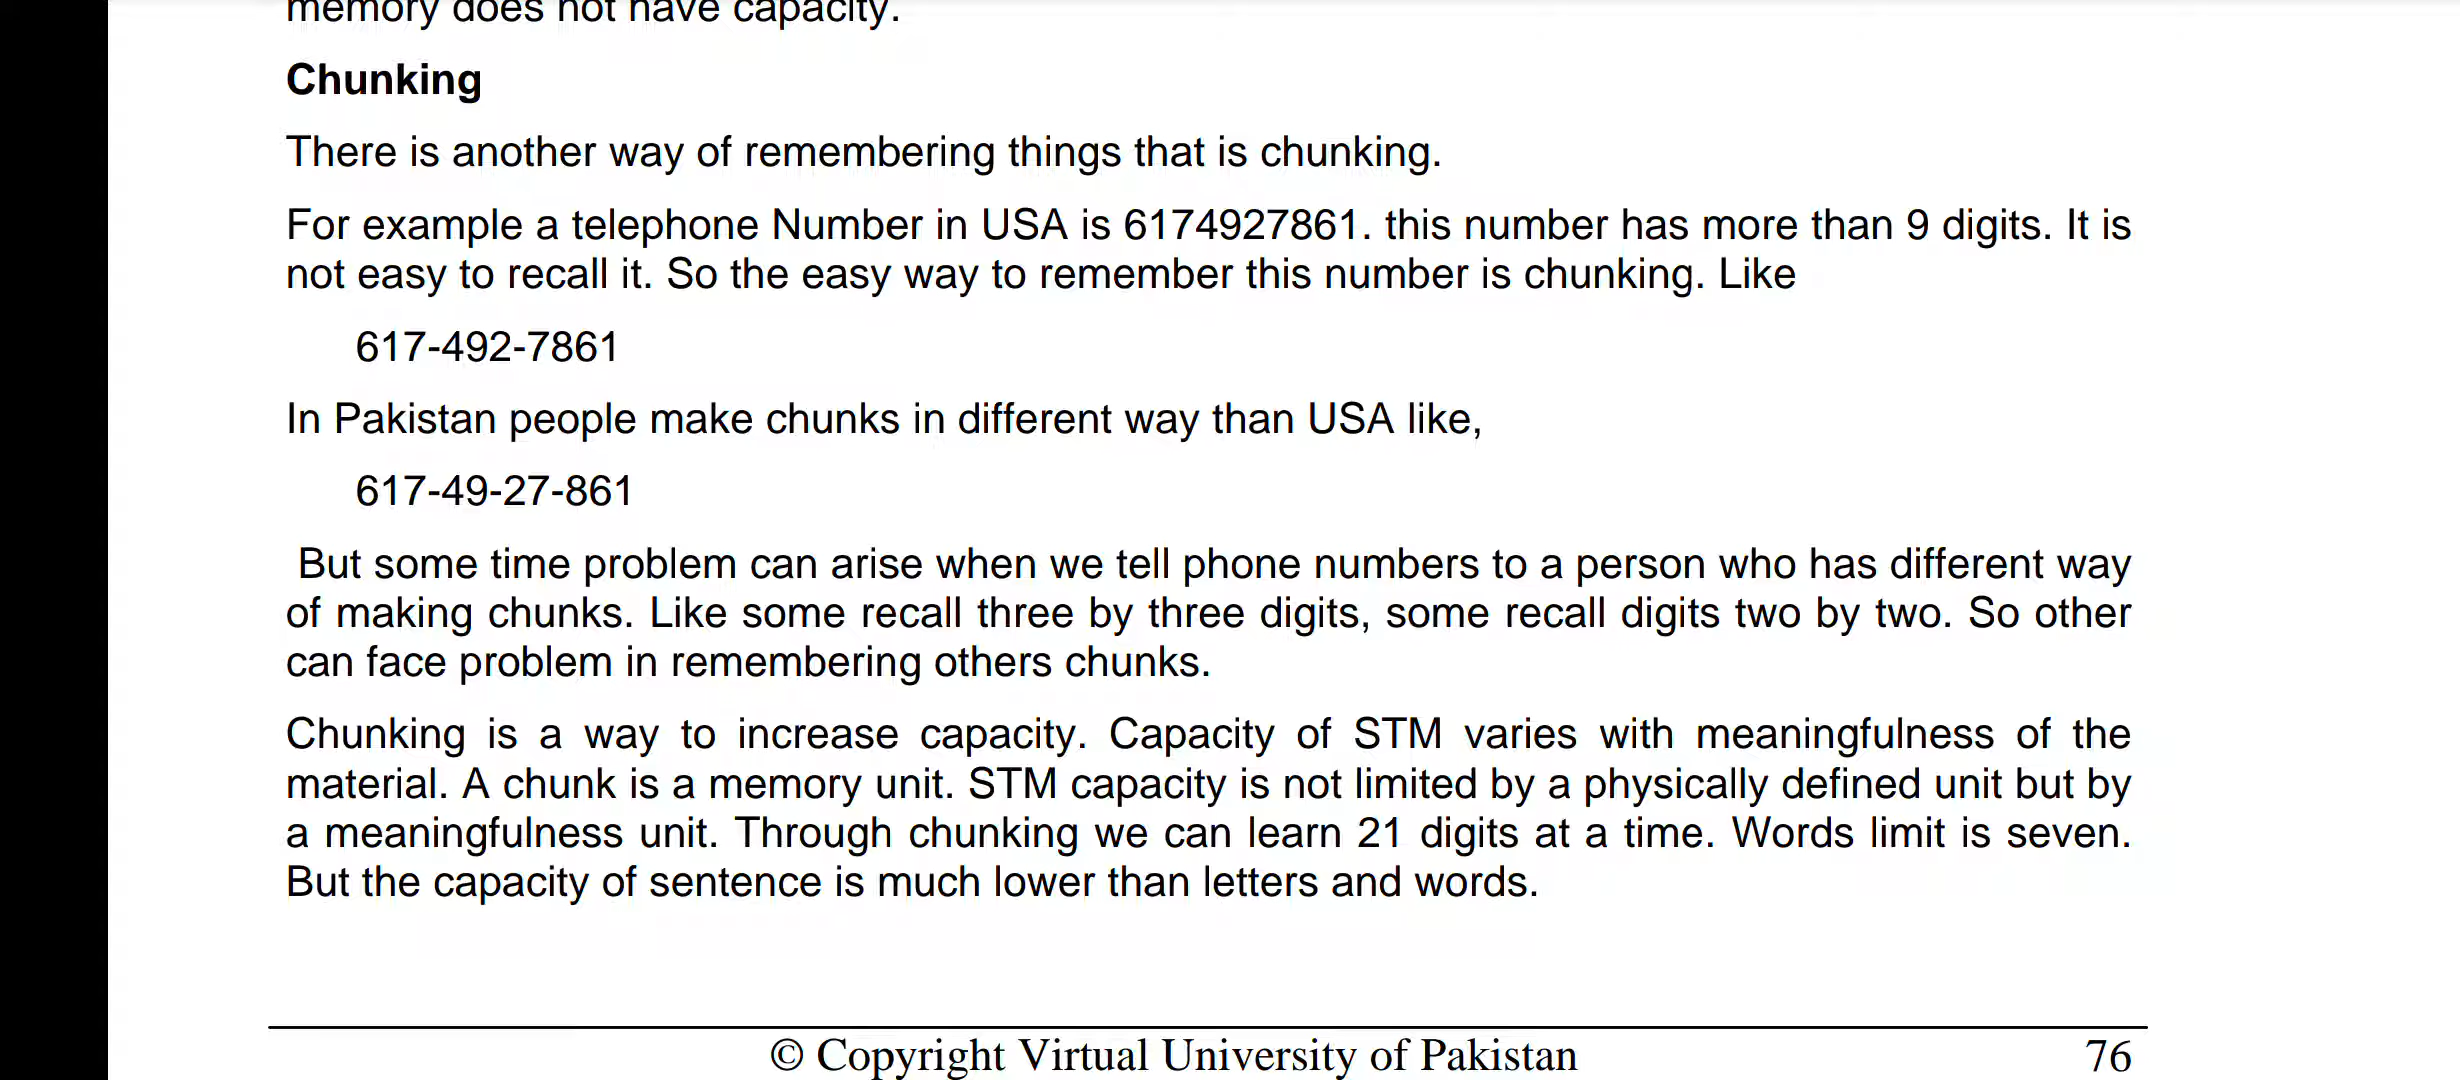 memory does not have capacity.
Chunking
There is another way of remembering things that is chunking.
For example a telephone Number in USA is 6174927861. this number has more than 9 digits. It is
not easy to recall it. So the easy way to remember this number is chunking. Like
617-492-7861
In Pakistan people make chunks in different way than USA like,
617-49-27-861
But some time problem can arise when we tell phone numbers to a person who has different way
of making chunks. Like some recall three by three digits, some recall digits two by two. So other
can face problem in remembering others chunks.
Chunking is a way to increase capacity. Capacity of STM varies with meaningfulness of the
material. A chunk is a memory unit. STM capacity is not limited by a physically defined unit but by
a meaningfulness unit. Through chunking we can learn 21 digits at a time. Words limit is seven.
But the capacity of sentence is much lower than letters and words.
© Copyright Virtual University of Pakistan 76